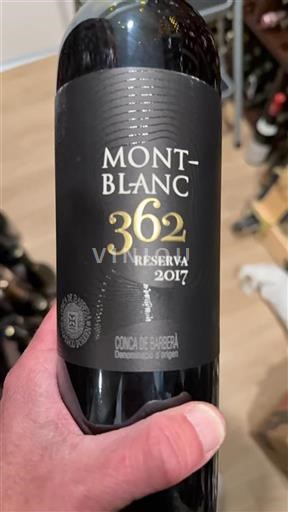 MONT-
BLANC
362
RESERVA
2017
VINIOU
CONCA DE BARBERÀ
Denominació d'origen